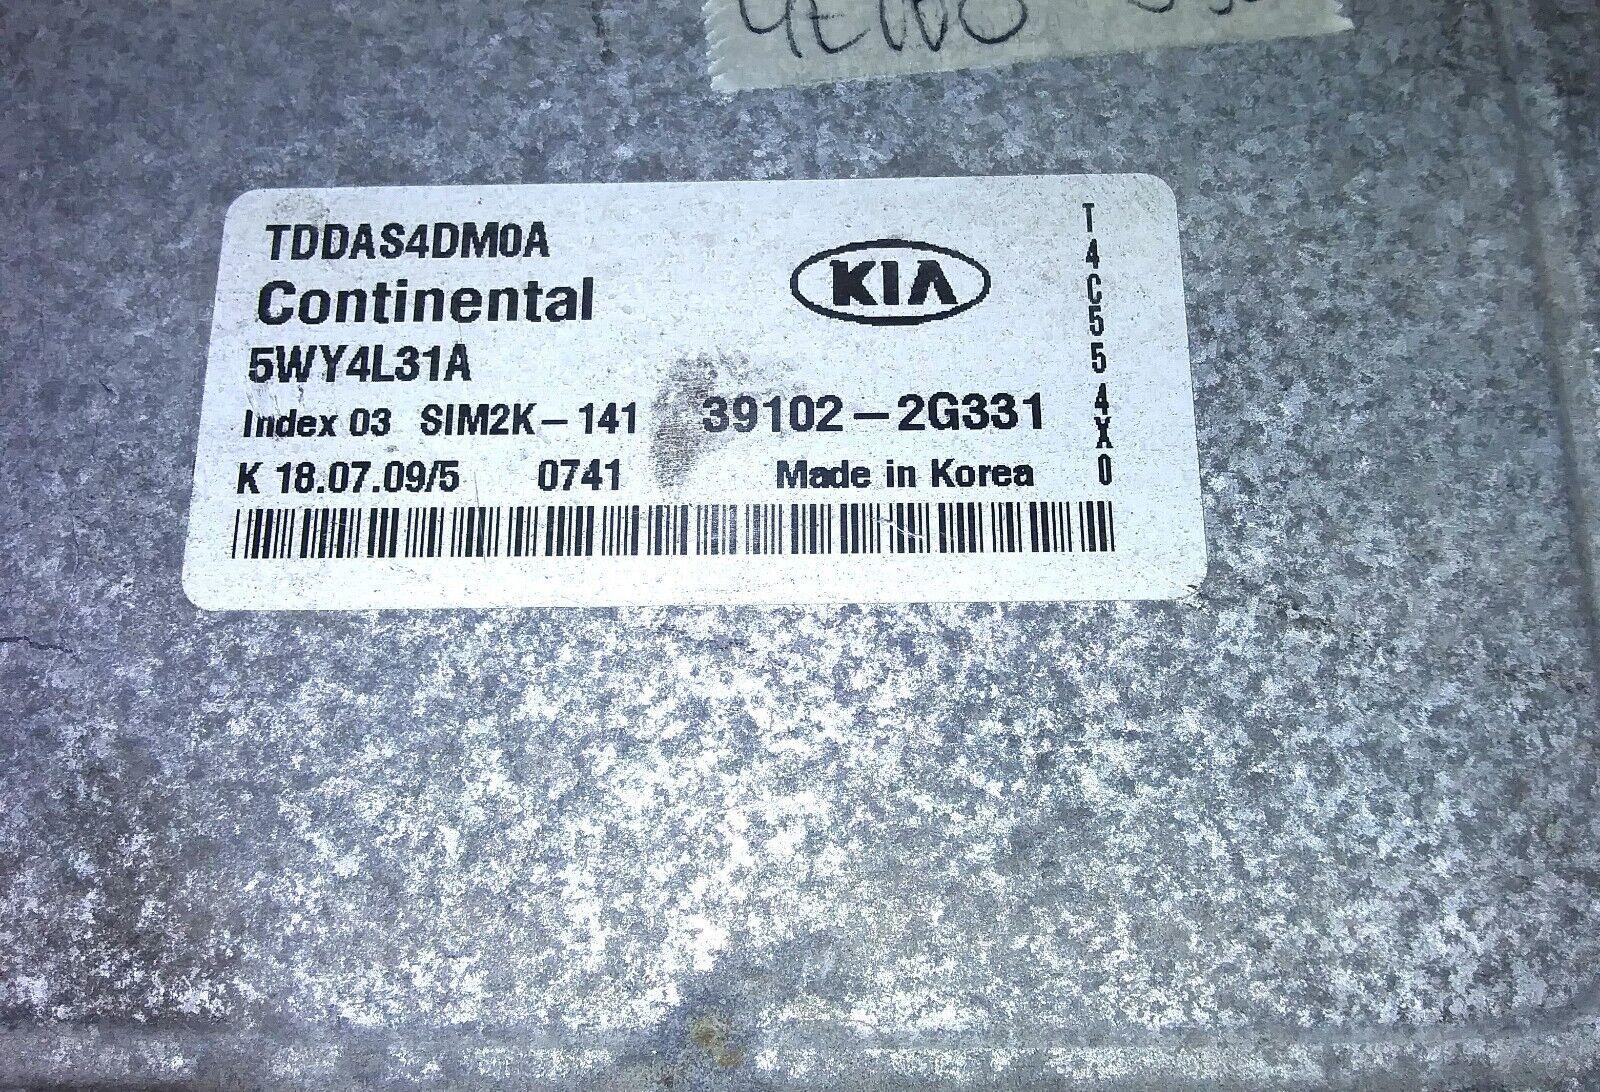 TDDAS4DM0A
Continental
KIA
5WY4L31A
Index 03 SIM2K-141 39102-2G331
K 18.07.09/5 0741 Made in Korea
T4C554X0